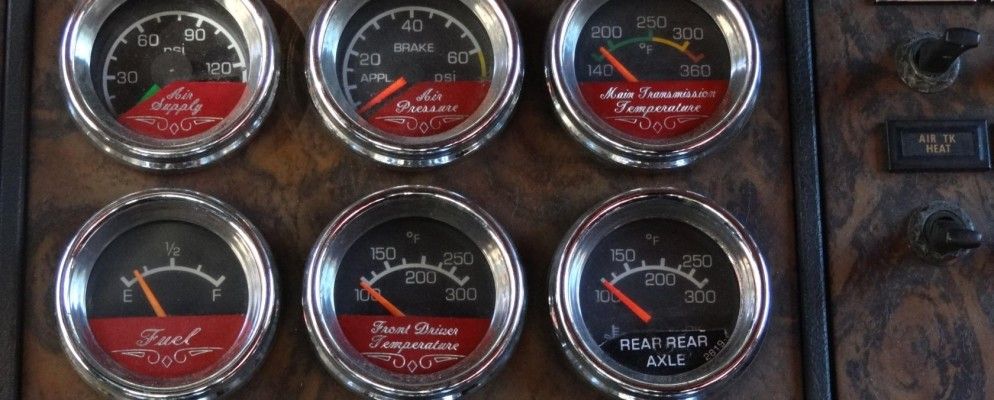 60 90
psi
30 120
Air
Supply
40
BRAKE
20 60
APPL psi
Air
Pressure
250
200 °F 300
140 360
Main Transmission
Temperature
AIR TK
HEAT
1/2
E F
Fuel
°F
150 250
200
100 300
Front Driver
Temperature
°F
150 250
200
100 300
REAR REAR
AXLE
2819